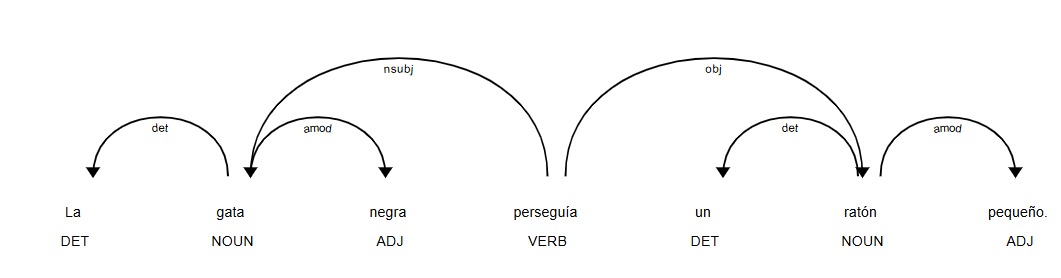 nsubj obj
det amod det amod
La gata negra perseguía un ratón pequeño.
DET NOUN ADJ VERB DET NOUN ADJ